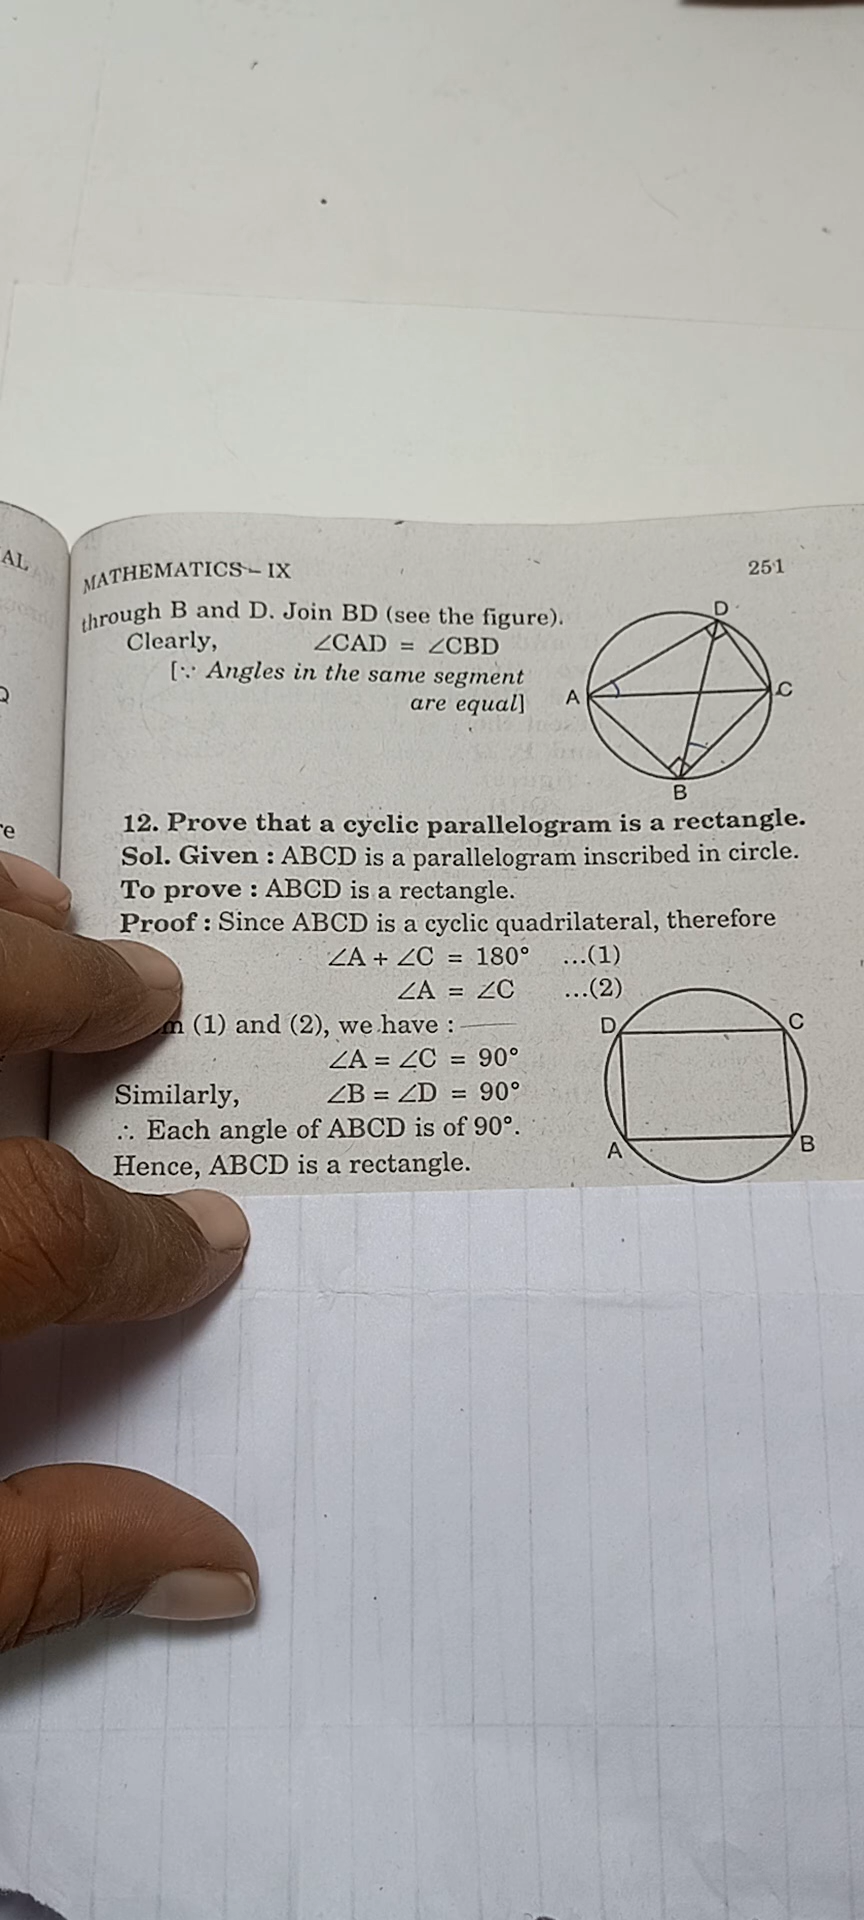 AL
MATHEMATICS – IX 251
through B and D. Join BD (see the figure).
Clearly, ∠CAD = ∠CBD
[∵ Angles in the same segment
are equal]
D
A
C
B
e
12. Prove that a cyclic parallelogram is a rectangle.
Sol. Given : ABCD is a parallelogram inscribed in circle.
To prove : ABCD is a rectangle.
Proof : Since ABCD is a cyclic quadrilateral, therefore
∠A + ∠C = 180° ...(1)
∠A = ∠C ...(2)
(1) and (2), we have :
∠A = ∠C = 90°
Similarly, ∠B = ∠D = 90°
∴ Each angle of ABCD is of 90°.
Hence, ABCD is a rectangle.
D
C
A
B